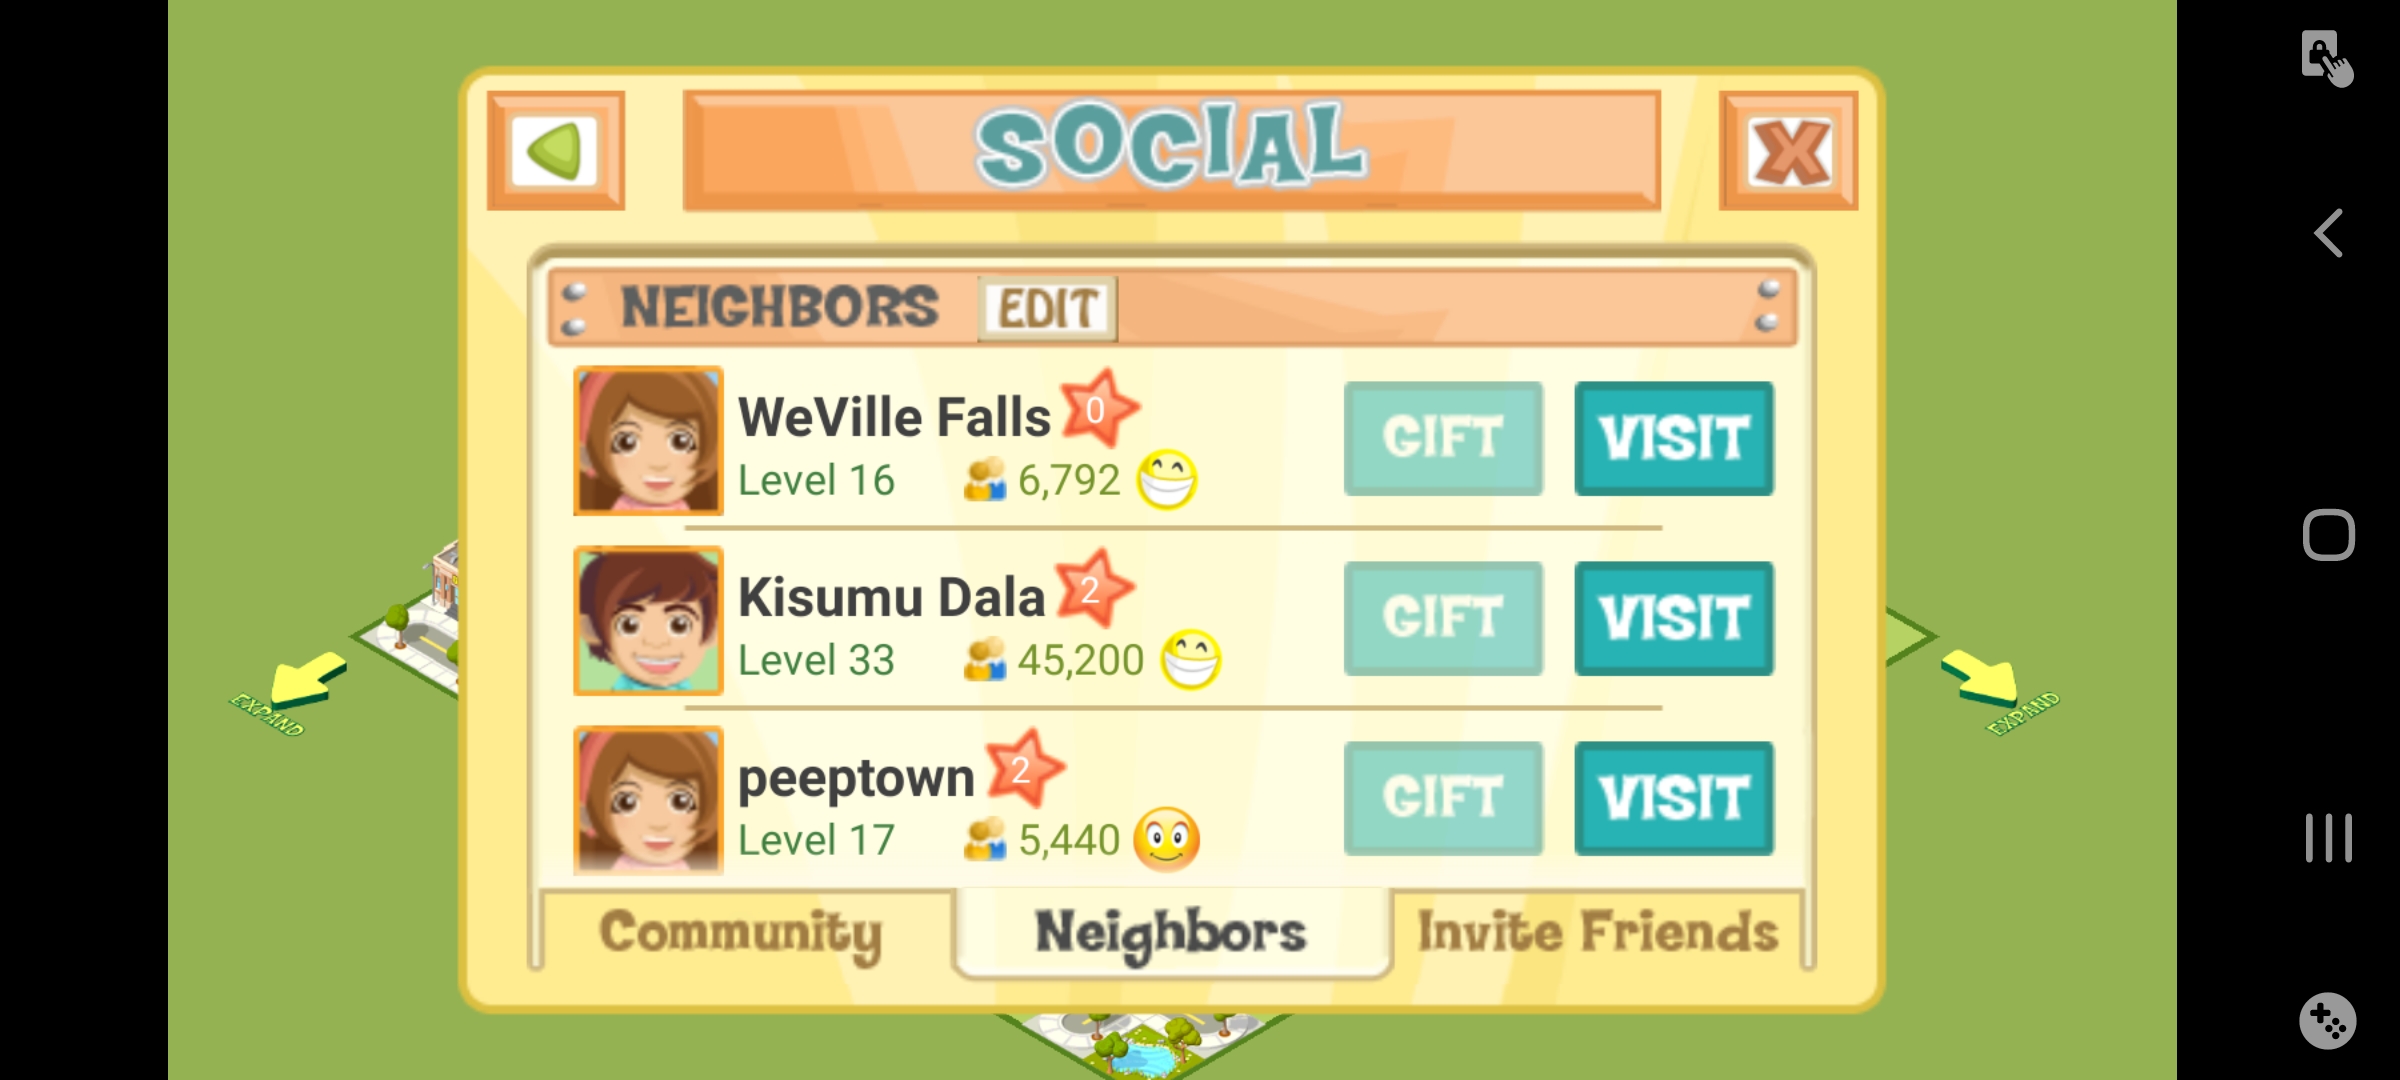 SOCIAL
NEIGHBORS EDIT
WeVille Falls 0
Level 16 6,792
GIFT VISIT
Kisumu Dala 2
Level 33 45,200
GIFT VISIT
peeptown 2
Level 17 5,440
GIFT VISIT
EXPAND
EXPAND
Community Neighbors Invite Friends